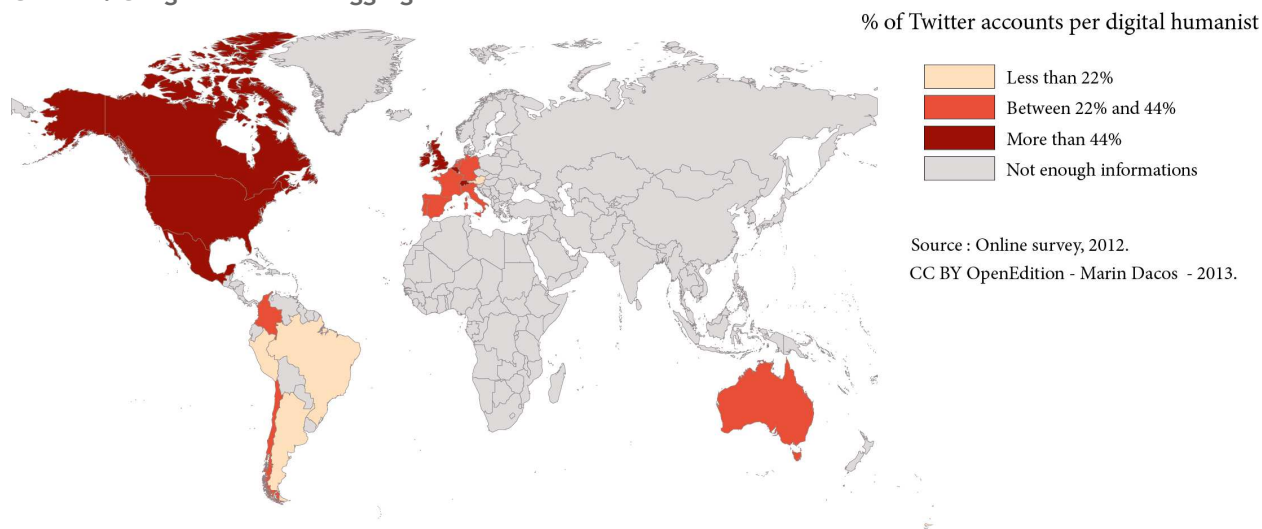 % of Twitter accounts per digital humanist
Less than 22%
Between 22% and 44%
More than 44%
Not enough informations
Source : Online survey, 2012.
CC BY OpenEdition - Marin Dacos - 2013.